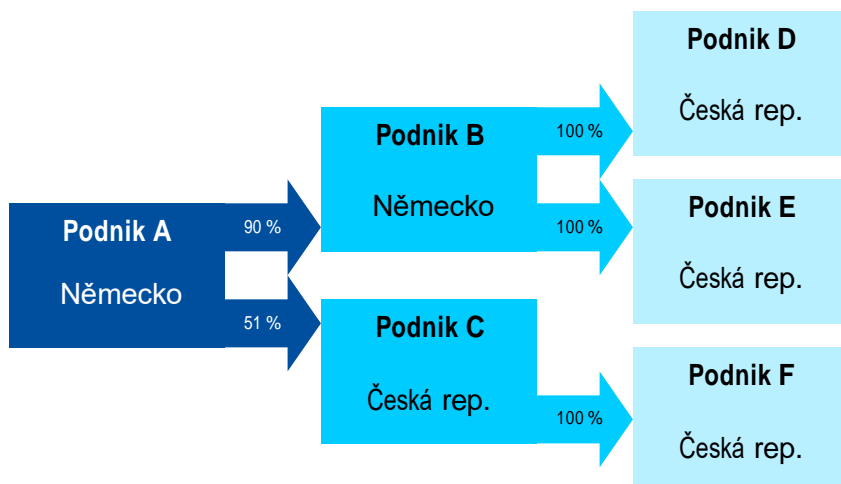 Podnik A
Německo
90 %
51 %
Podnik B
Německo
100 %
100 %
Podnik C
Česká rep.
100 %
Podnik D
Česká rep.
Podnik E
Česká rep.
Podnik F
Česká rep.